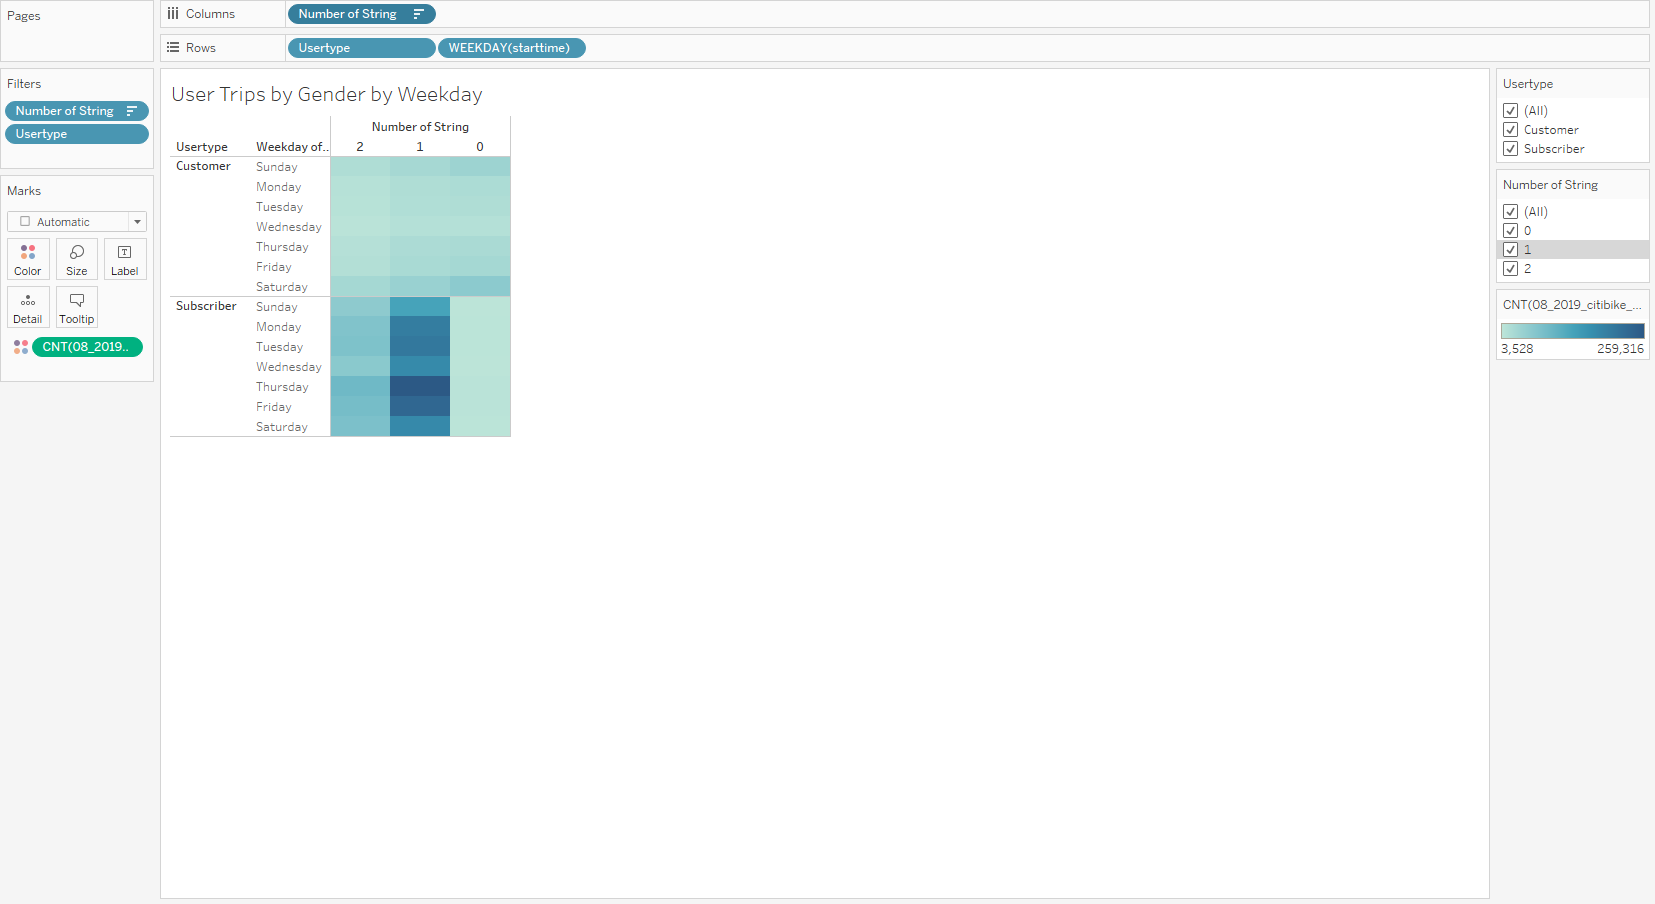 Pages
Columns
Number of String
Rows
Usertype WEEKDAY(starttime)
Filters
Number of String
Usertype
Marks
Automatic
Color Size Label
Detail Tooltip
CNT(08_2019..
User Trips by Gender by Weekday
Number of String
Usertype Weekday of.. 2 1 0
Customer Sunday
Monday
Tuesday
Wednesday
Thursday
Friday
Saturday
Subscriber Sunday
Monday
Tuesday
Wednesday
Thursday
Friday
Saturday
Usertype
(All)
Customer
Subscriber
Number of String
(All)
0
1
2
CNT(08_2019_citibike_...
3,528 259,316